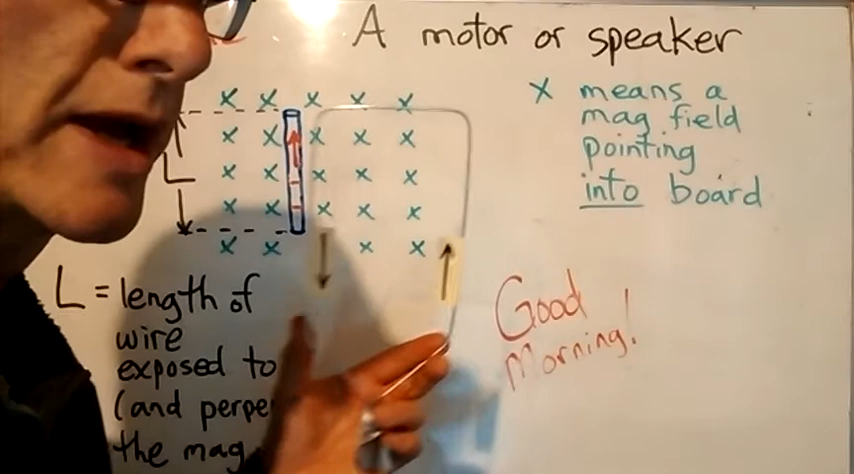 A motor or speaker
x x x x x
x x x x
x x x x
x x x x
x x x x
L
x means a
mag field
pointing
into board
L = length of
wire
exposed to
(and
the mag
Good
Morning!